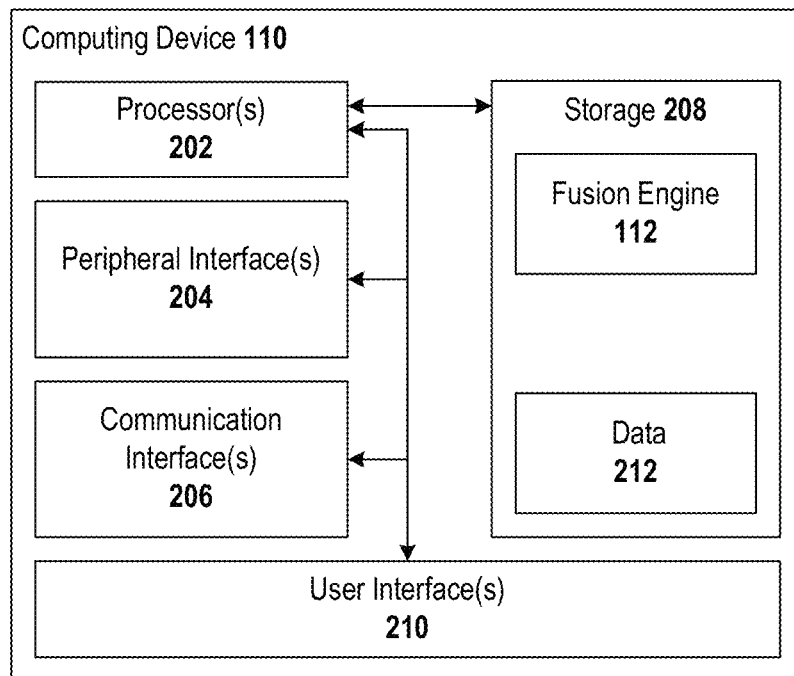 Computing Device 110
Processor(s)
202
Peripheral Interface(s)
204
Communication
Interface(s)
206
Storage 208
Fusion Engine
112
Data
212
User Interface(s)
210